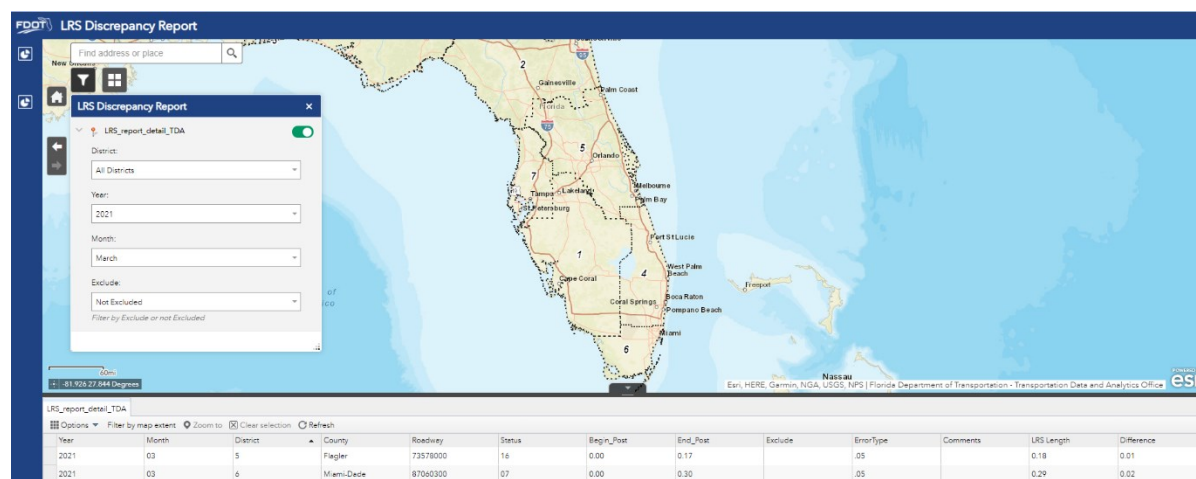 FDOT LRS Discrepancy Report
Find address or place
LRS Discrepancy Report ×
LRS_report_detail_TDA
District:
All Districts
Year:
2021
Month:
March
Exclude:
Not Excluded
Filter by Exclude or not Excluded
New
2
Gainesville
Palm Coast
Florida
75
5
Orlando
7
Tampa
Lakeland
Melbourne
Palm Bay
St. Petersburg
Port St Lucie
1
4
West Palm
Beach
Cape Coral
Freeport
Coral Springs
Boca Raton
Pompano Beach
Miami
6
Nassau
of
60mi
-81.926 27.844 Degrees
Esri, HERE, Garmin, NGA, USGS, NPS | Florida Department of Transportation - Transportation Data and Analytics Office
POWERED
esri
LRS_report_detail_TDA
Options Filter by map extent Zoom to Clear selection Refresh
Year Month District County Roadway Status Begin_Post End_Post Exclude ErrorType Comments LRS Length Difference
2021 03 5 Flagler 73578000 16 0.00 0.17 .05 0.18 0.01
2021 03 6 Miami-Dade 87060300 07 0.00 0.30 .05 0.29 0.02